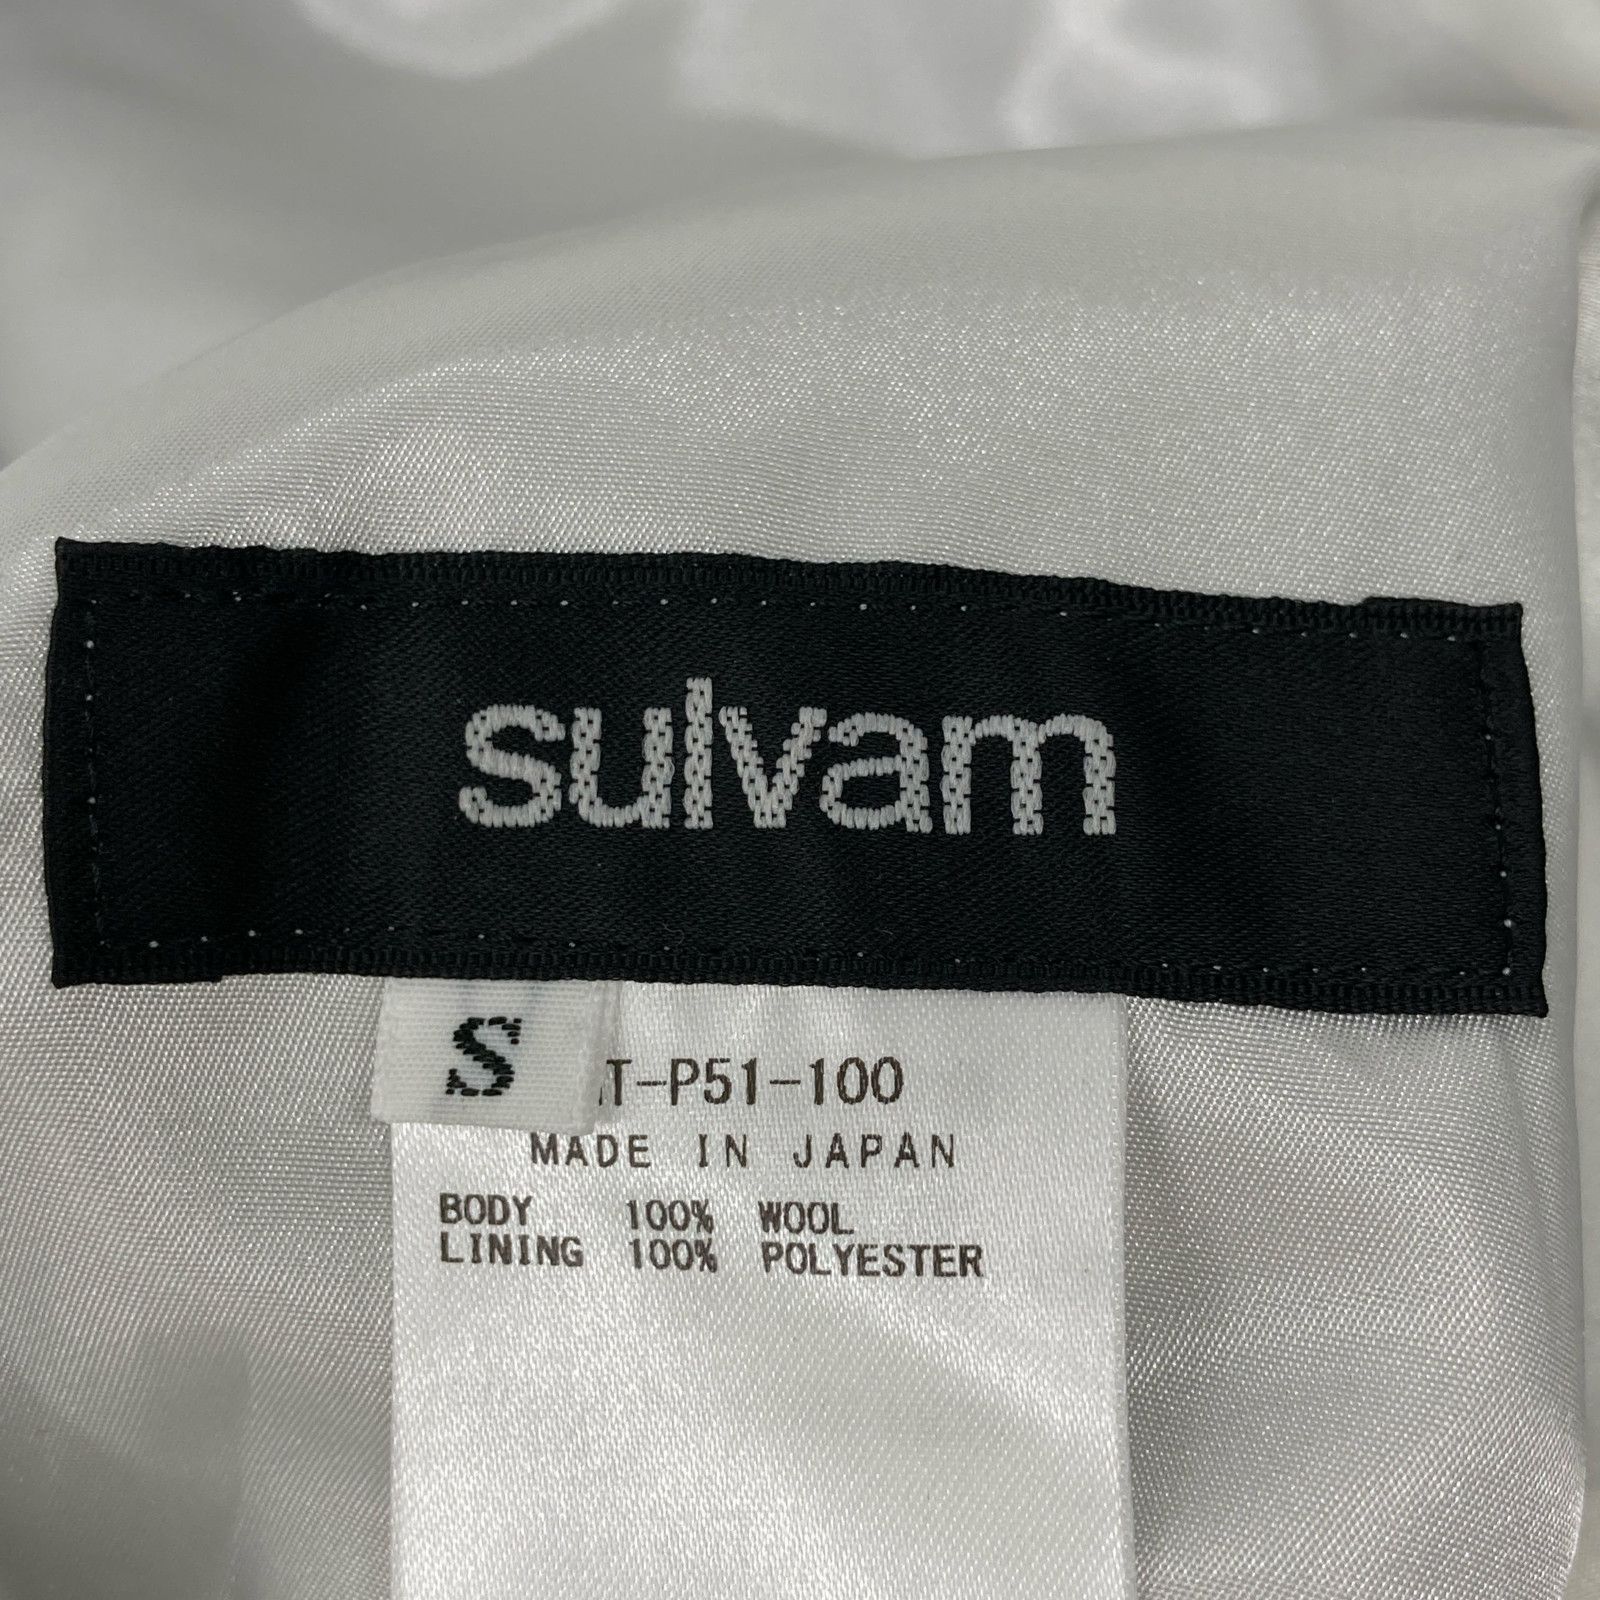 sulvam
S
T-P51-100
MADE IN JAPAN
BODY 100% WOOL
LINING 100% POLYESTER